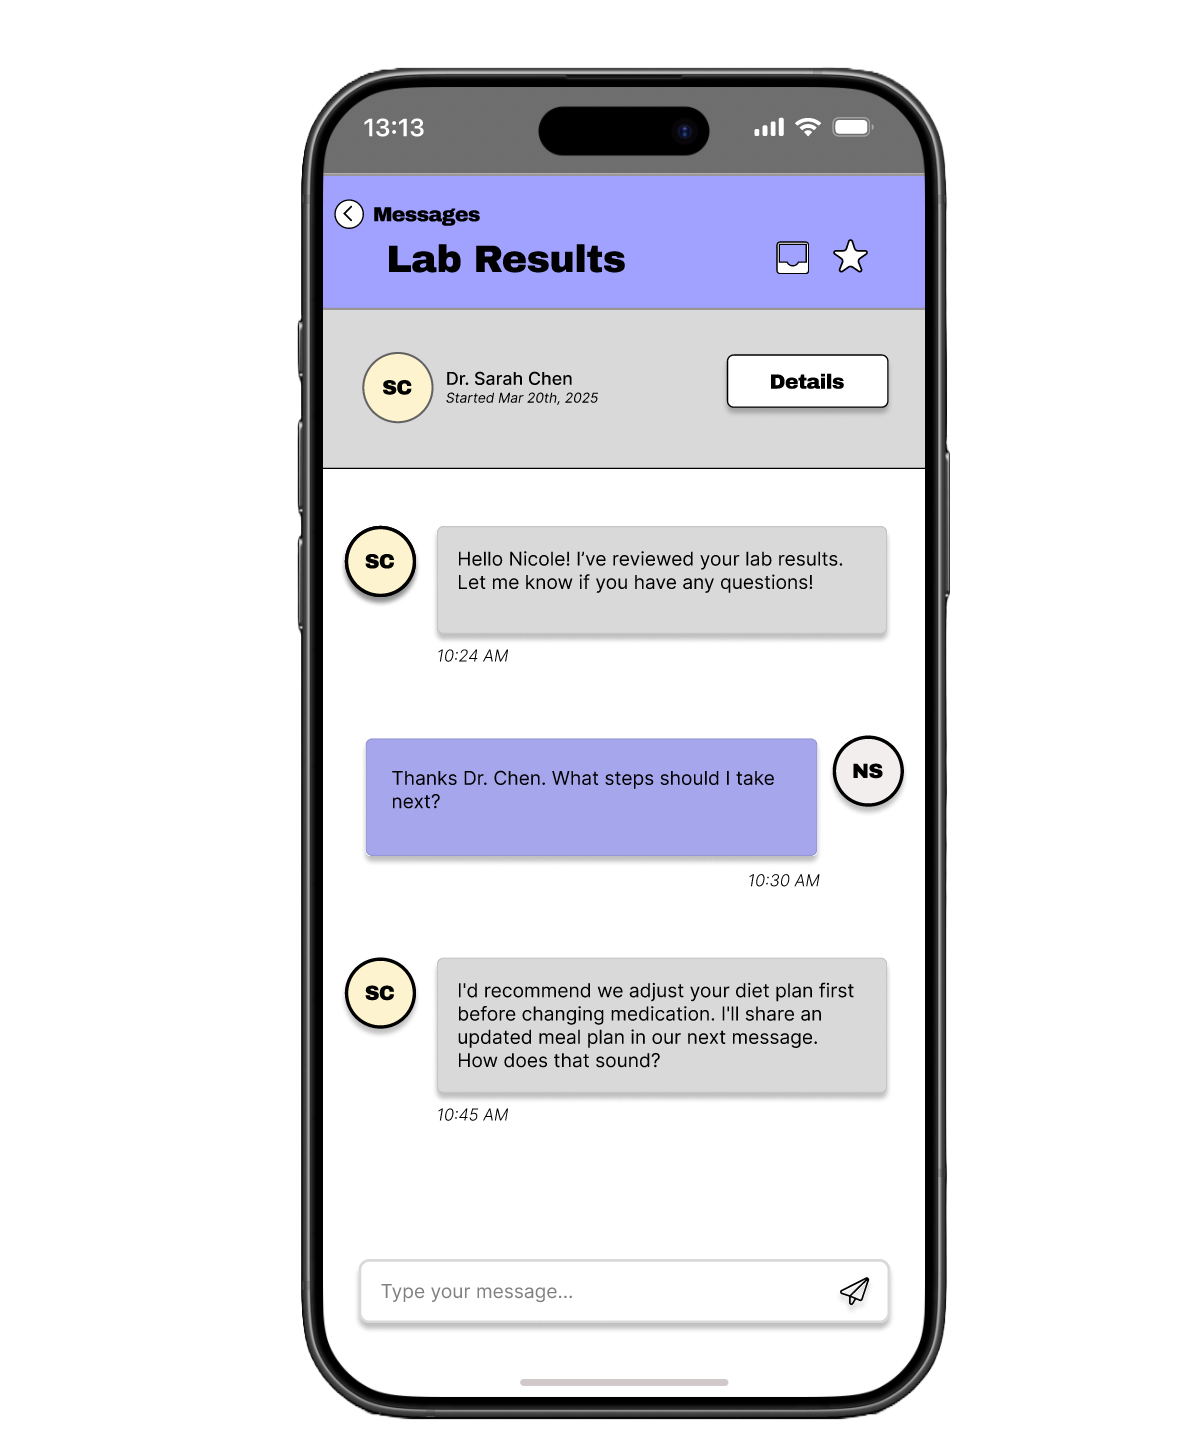 13:13
Messages
Lab Results
SC
Dr. Sarah Chen
Started Mar 20th, 2025
Details
SC
Hello Nicole! I’ve reviewed your lab results.
Let me know if you have any questions!
10:24 AM
Thanks Dr. Chen. What steps should I take
next?
NS
10:30 AM
SC
I'd recommend we adjust your diet plan first
before changing medication. I'll share an
updated meal plan in our next message.
How does that sound?
10:45 AM
Type your message...